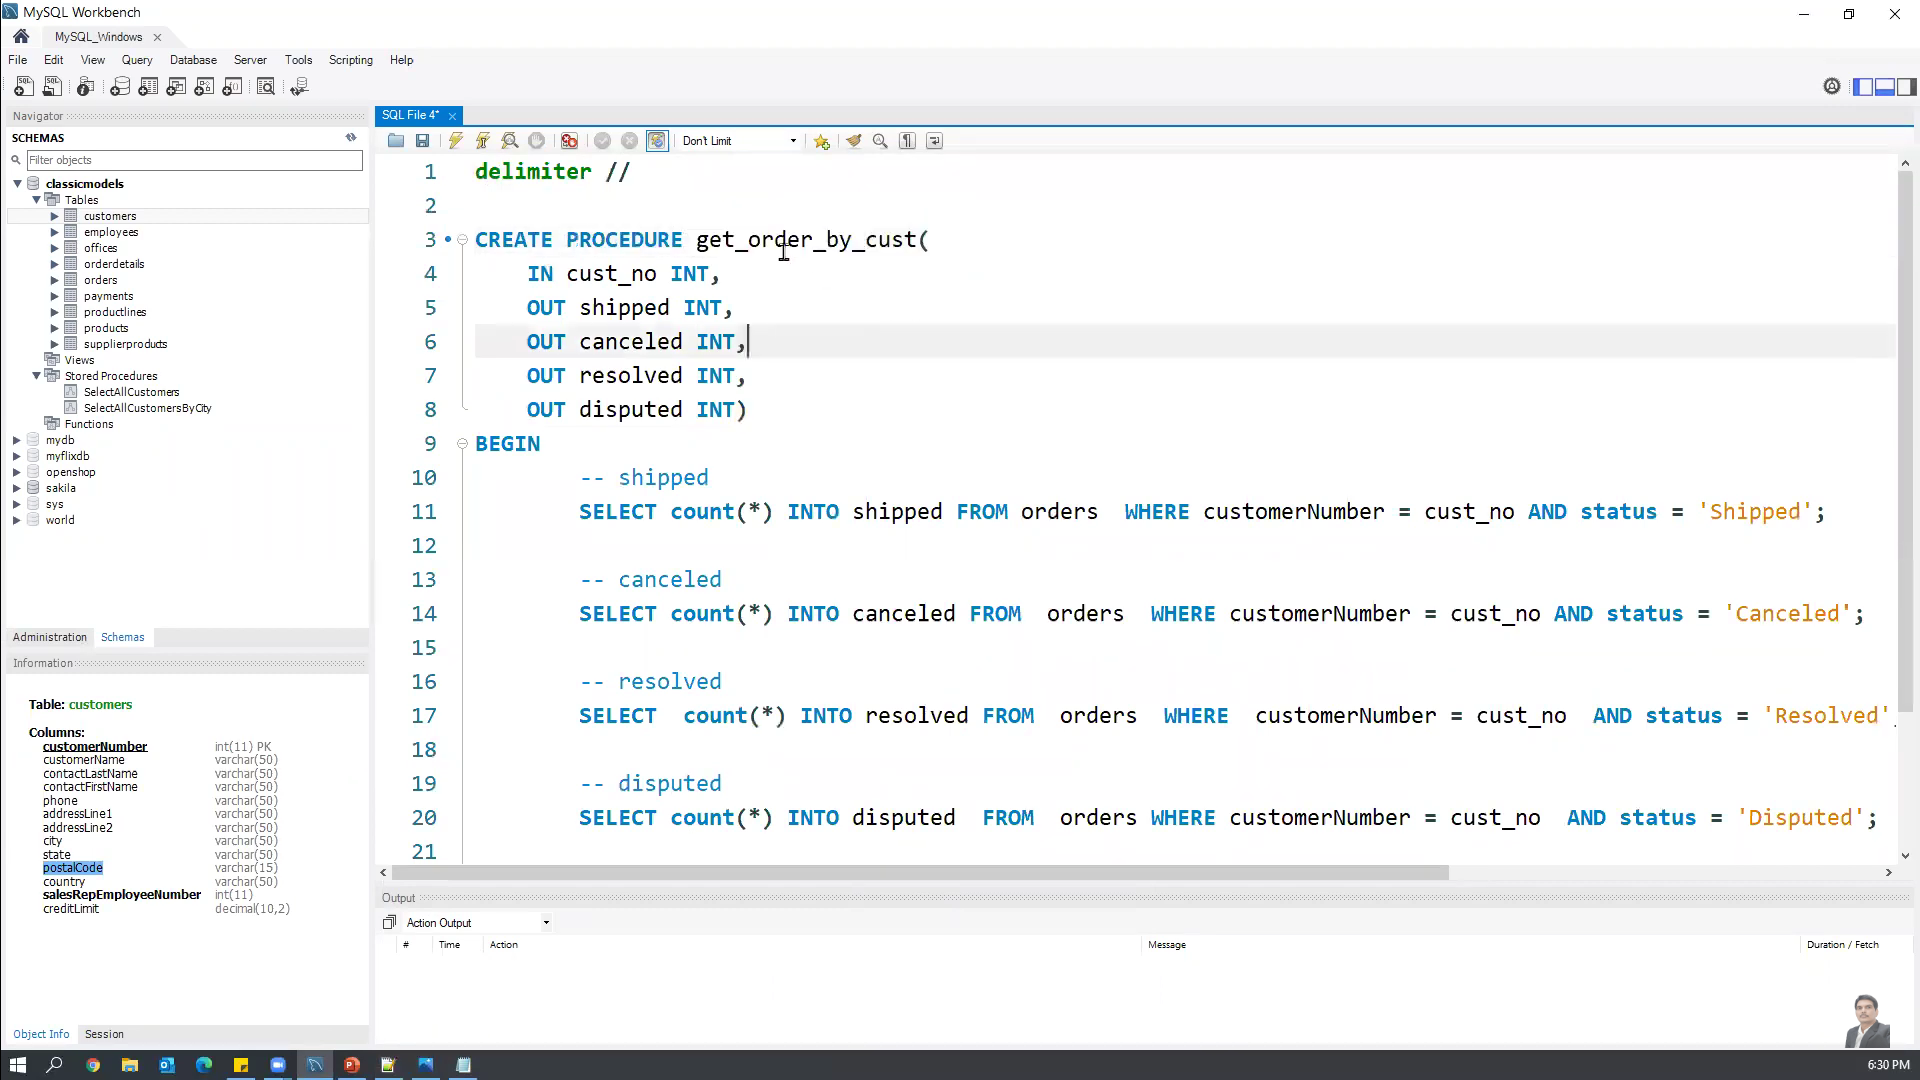 MySQL Workbench
MySQL_Windows
File Edit View Query Database Server Tools Scripting Help
Navigator
SCHEMAS
Filter objects
classicmodels
Tables
customers
employees
offices
orderdetails
orders
payments
productlines
products
supplierproducts
Views
Stored Procedures
SelectAllCustomers
SelectAllCustomersByCity
Functions
mydb
myflixdb
openshop
sakila
sys
world
Administration Schemas
Information
Table: customers
Columns:
customerNumber int(11) PK
customerName varchar(50)
contactLastName varchar(50)
contactFirstName varchar(50)
phone varchar(50)
addressLine1 varchar(50)
addressLine2 varchar(50)
city varchar(50)
state varchar(50)
postalCode varchar(15)
country varchar(50)
salesRepEmployeeNumber int(11)
creditLimit decimal(10,2)
Object Info Session
SQL File 4*
Don't Limit
1 delimiter //
2
3 CREATE PROCEDURE get_order_by_cust(
4 IN cust_no INT,
5 OUT shipped INT,
6 OUT canceled INT,
7 OUT resolved INT,
8 OUT disputed INT)
9 BEGIN
10 -- shipped
11 SELECT count(*) INTO shipped FROM orders WHERE customerNumber = cust_no AND status = 'Shipped';
12
13 -- canceled
14 SELECT count(*) INTO canceled FROM orders WHERE customerNumber = cust_no AND status = 'Canceled';
15
16 -- resolved
17 SELECT count(*) INTO resolved FROM orders WHERE customerNumber = cust_no AND status = 'Resolved'
18
19 -- disputed
20 SELECT count(*) INTO disputed FROM orders WHERE customerNumber = cust_no AND status = 'Disputed';
21
Output
Action Output
# Time Action Message Duration / Fetch
6:30 PM